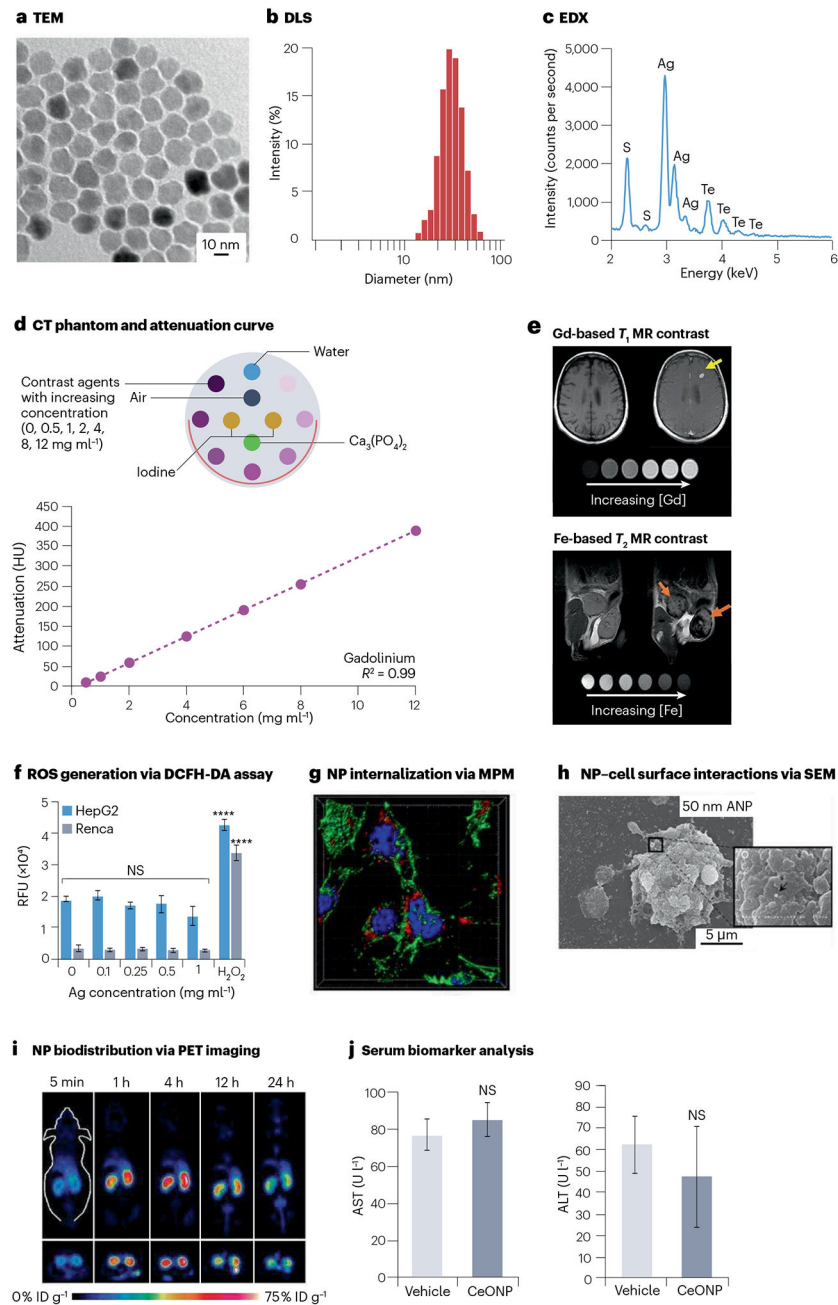 a TEM
10 nm
b DLS
Intensity (%)
20
15
10
5
0
10
100
Diameter (nm)
c EDX
Intensity (counts per second)
5,000
4,000
3,000
2,000
1,000
0
S
S
Ag
Ag
Ag
Te
Te
Te
Te
2
3
4
5
6
Energy (keV)
d CT phantom and attenuation curve
Water
Contrast agents
with increasing
concentration
(0, 0.5, 1, 2, 4,
8, 12 mg ml⁻¹)
Air
Iodine
Ca₃(PO₄)₂
Attenuation (HU)
450
400
350
300
250
200
150
100
50
0
Gadolinium
R² = 0.99
0
2
4
6
8
10
12
Concentration (mg ml⁻¹)
e
Gd-based T₁ MR contrast
Increasing [Gd]
Fe-based T₂ MR contrast
Increasing [Fe]
f ROS generation via DCFH-DA assay
RFU (×10⁴)
5
4
3
2
1
0
HepG2
Renca
NS
****
****
0
0.1
0.25
0.5
1
H₂O₂
Ag concentration (mg ml⁻¹)
g NP internalization via MPM
h NP–cell surface interactions via SEM
50 nm ANP
5 µm
i NP biodistribution via PET imaging
5 min
1 h
4 h
12 h
24 h
0% ID g⁻¹
75% ID g⁻¹
j Serum biomarker analysis
AST (U l⁻¹)
100
80
60
40
20
0
NS
Vehicle
CeONP
ALT (U l⁻¹)
90
80
70
60
50
40
30
20
10
0
NS
Vehicle
CeONP